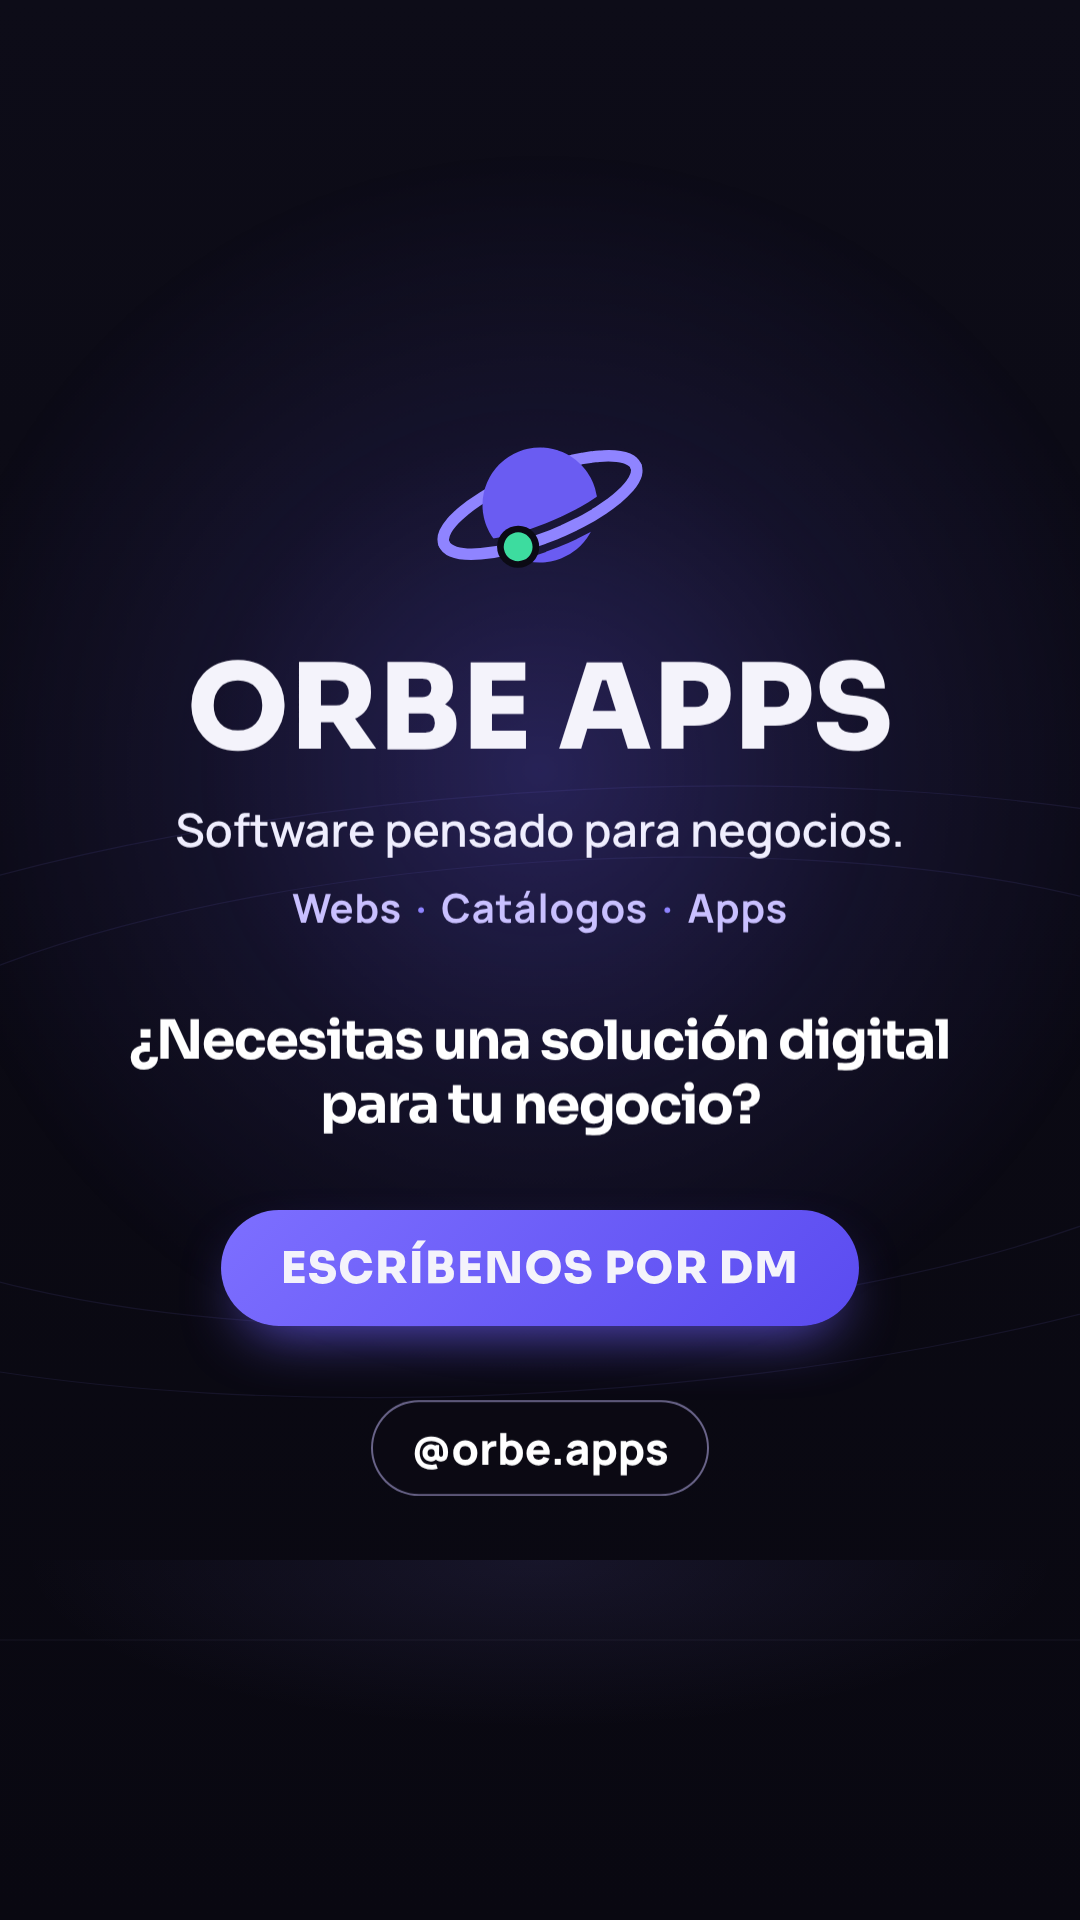 ORBE APPS
Software pensado para negocios.
Webs · Catálogos · Apps
¿Necesitas una solución digital
para tu negocio?
ESCRÍBENOS POR DM
@orbe.apps